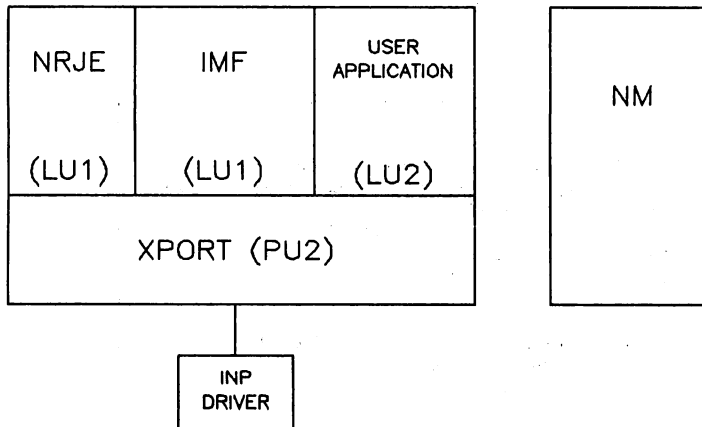 NRJE
IMF
USER
APPLICATION
NM
(LU1)
(LU1)
(LU2)
XPORT (PU2)
INP
DRIVER